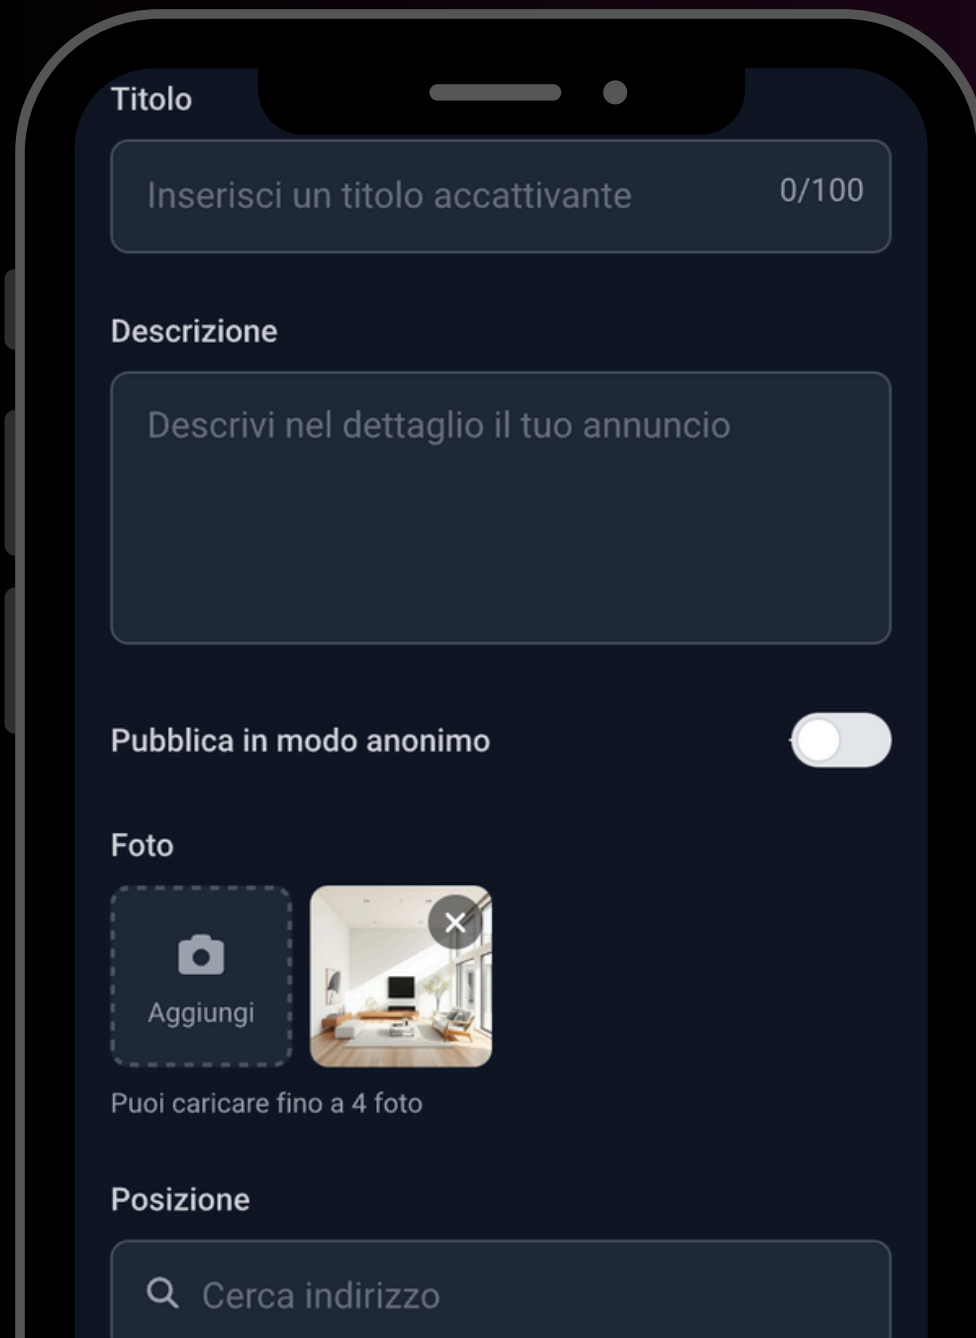 Titolo
Inserisci un titolo accattivante 0/100
Descrizione
Descrivi nel dettaglio il tuo annuncio
Pubblica in modo anonimo
Foto
Aggiungi
Puoi caricare fino a 4 foto
Posizione
Cerca indirizzo